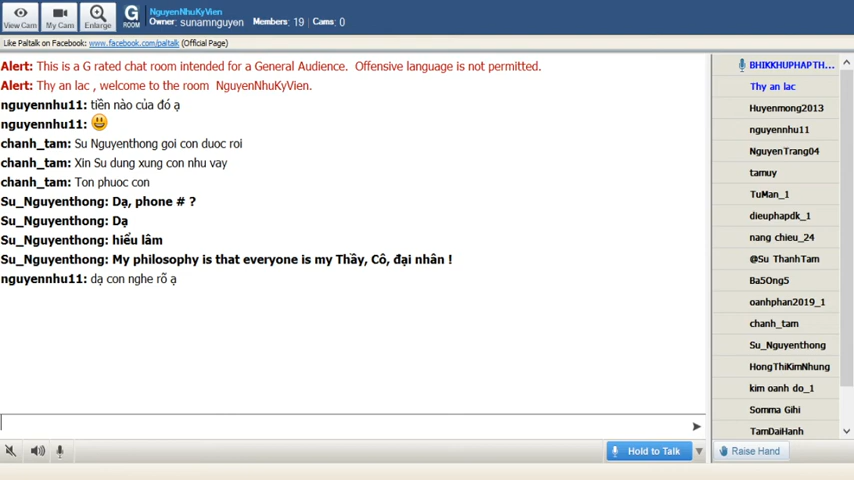 View Cam
My Cam
Enlarge
G
ROOM
NguyenNhuKyVien
Owner: sunamnguyen Members: 19 Cams: 0
Like Paltalk on Facebook: www.facebook.com/paltalk (Official Page)
Alert: This is a G rated chat room intended for a General Audience. Offensive language is not permitted.
Alert: Thy an lac , welcome to the room NguyenNhuKyVien.
nguyennhu11: tiền nào của đó ạ
nguyennhu11:
chanh_tam: Su Nguyenthong goi con duoc roi
chanh_tam: Xin Su dung xung con nhu vay
chanh_tam: Ton phuoc con
Su_Nguyenthong: Dạ, phone # ?
Su_Nguyenthong: Dạ
Su_Nguyenthong: hiểu lâm
Su_Nguyenthong: My philosophy is that everyone is my Thầy, Cô, đại nhân !
nguyennhu11: dạ con nghe rõ ạ
BHIKKHUPHAPTH...
Thy an lac
Huyenmong2013
nguyennhu11
NguyenTrang04
tamuy
TuMan_1
dieuphapdk_1
nang chieu_24
@Su ThanhTam
Ba5Ong5
oanhphan2019_1
chanh_tam
Su_Nguyenthong
HongThiKimNhung
kim oanh do_1
Somma Gihi
TamDaiHanh
Hold to Talk
Raise Hand